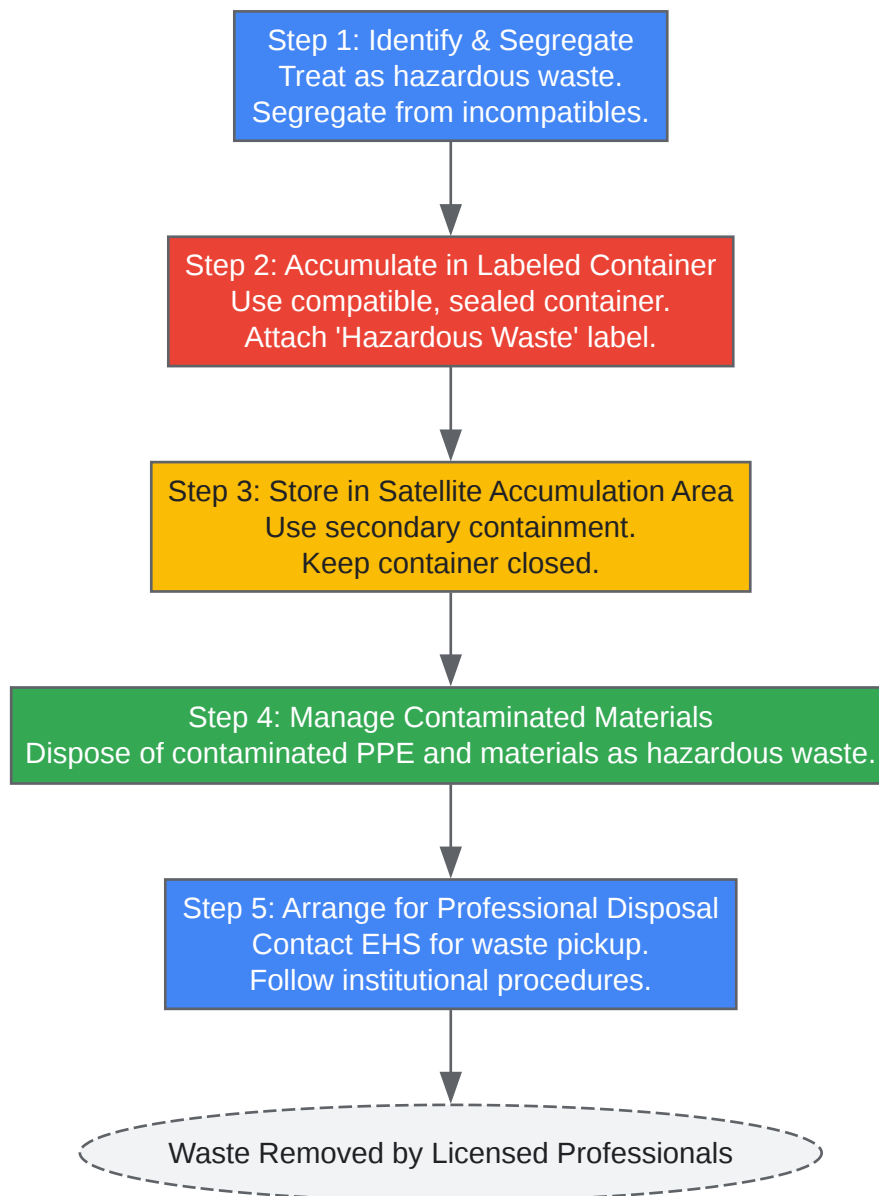 Step 1: Identify & Segregate
Treat as hazardous waste.
Segregate from incompatibles.
Step 2: Accumulate in Labeled Container
Use compatible, sealed container.
Attach 'Hazardous Waste' label.
Step 3: Store in Satellite Accumulation Area
Use secondary containment.
Keep container closed.
Step 4: Manage Contaminated Materials
Dispose of contaminated PPE and materials as hazardous waste.
Step 5: Arrange for Professional Disposal
Contact EHS for waste pickup.
Follow institutional procedures.
Waste Removed by Licensed Professionals